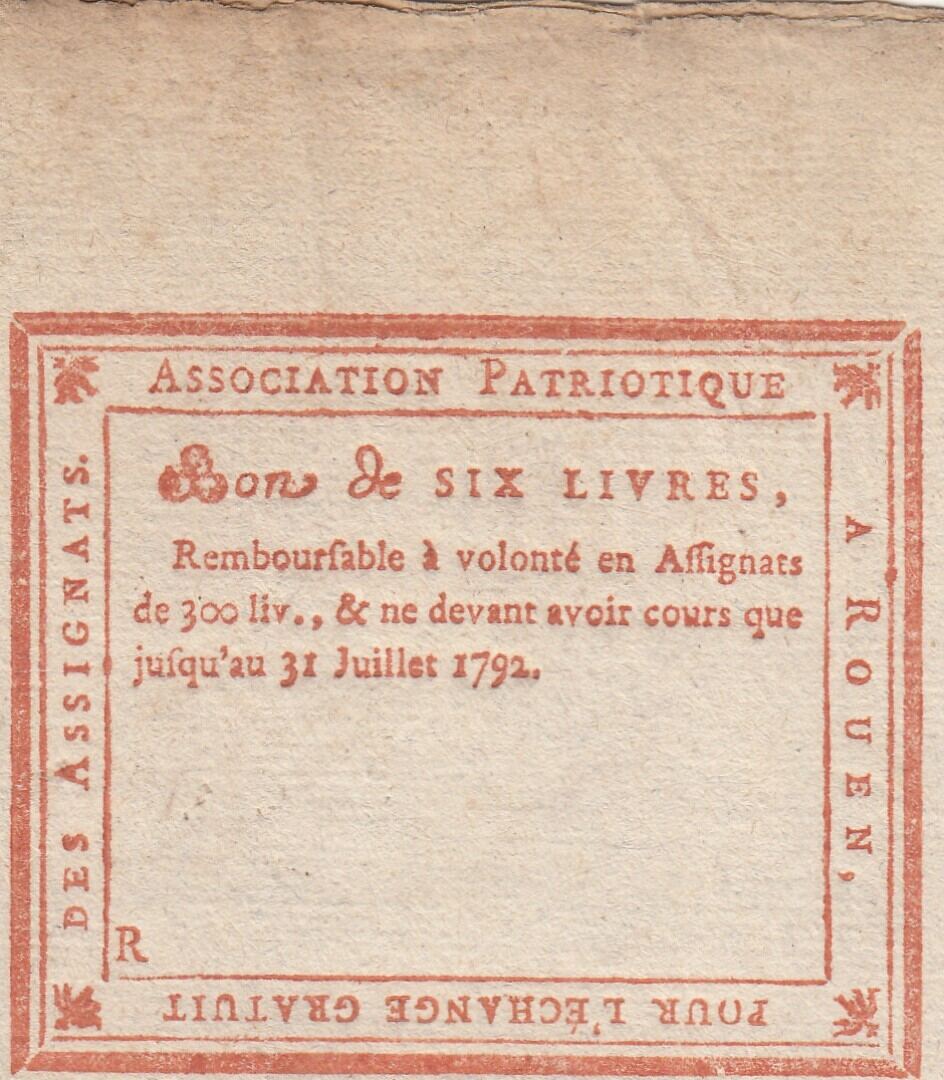 ASSOCIATION PATRIOTIQUE
A ROUEN,
POUR L'ÉCHANGE GRATUIT
DES ASSIGNATS.
Bon de SIX LIVRES,
Rembourſable à volonté en Aſſignats
de 300 liv., & ne devant avoir cours que
juſqu'au 31 Juillet 1792.
R